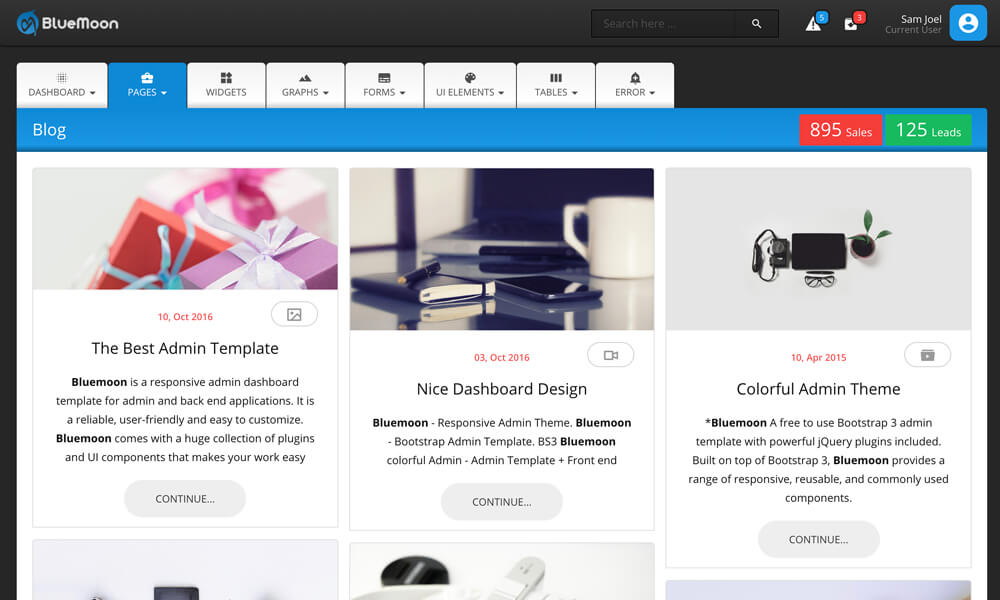 BlueMoon
Search here ...
5
3
Sam Joel
Current User
DASHBOARD
PAGES
WIDGETS
GRAPHS
FORMS
UI ELEMENTS
TABLES
ERROR
Blog
895 Sales
125 Leads
10, Oct 2016
The Best Admin Template
Bluemoon is a responsive admin dashboard
template for admin and back end applications. It is
a reliable, user-friendly and easy to customize.
Bluemoon comes with a huge collection of plugins
and UI components that makes your work easy
CONTINUE...
03, Oct 2016
Nice Dashboard Design
Bluemoon - Responsive Admin Theme. Bluemoon
- Bootstrap Admin Template. BS3 Bluemoon
colorful Admin - Admin Template + Front end
CONTINUE...
10, Apr 2015
Colorful Admin Theme
*Bluemoon A free to use Bootstrap 3 admin
template with powerful jQuery plugins included.
Built on top of Bootstrap 3, Bluemoon provides a
range of responsive, reusable, and commonly used
components.
CONTINUE...